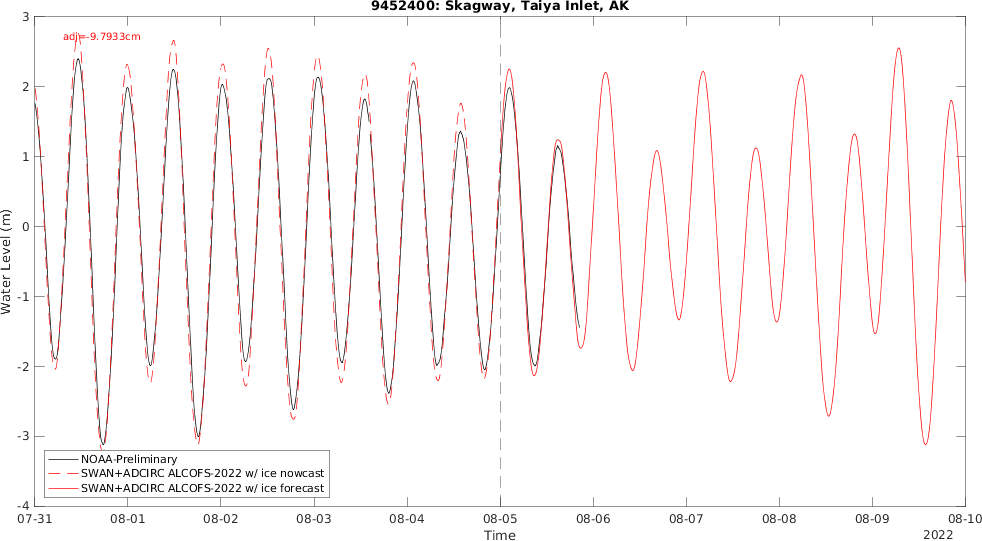 9452400: Skagway, Taiya Inlet, AK
adj=-9.7933cm
3
2
1
0
-1
-2
-3
-4
Water Level (m)
NOAA-Preliminary
SWAN+ADCIRC ALCOFS-2022 w/ ice nowcast
SWAN+ADCIRC ALCOFS-2022 w/ ice forecast
07-31 08-01 08-02 08-03 08-04 08-05 08-06 08-07 08-08 08-09 08-10
Time
2022